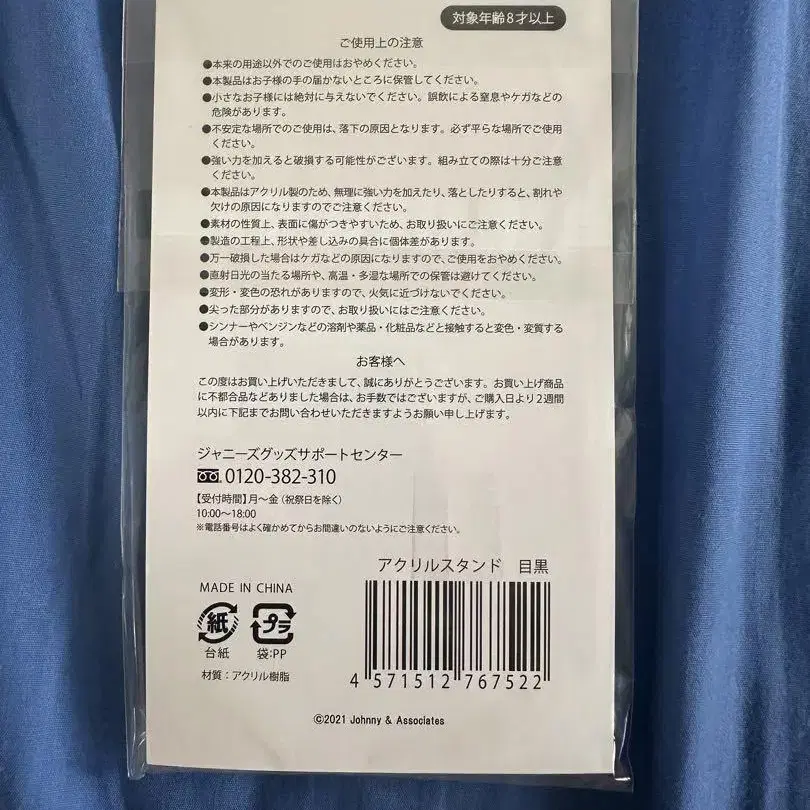 対象年齢8才以上
ご使用上の注意
●本来の用途以外でのご使用はおやめください。
●本製品はお子様の手の届かないところに保管してください。
●小さなお子様には絶対に与えないでください。誤飲による窒息やケガなどの
危険があります。
●不安定な場所でのご使用は、落下の原因となります。必ず平らな場所でご使用
ください。
●強い力を加えると破損する可能性がございます。組み立ての際は十分ご注意
ください。
●本製品はアクリル製のため、無理に強い力を加えたり、落としたりすると、割れや
欠けの原因になりますのでご注意ください。
●素材の性質上、表面に傷がつきやすいため、お取り扱いにご注意ください。
●製造の工程上、形状や差し込みの具合に個体差があります。
●万一破損した場合はケガなどの原因になりますので、ご使用をおやめください。
●直射日光の当たる場所や、高温・多湿な場所での保管は避けてください。
●変形・変色の恐れがありますので、火気に近づけないでください。
●尖った部分がありますので、お取り扱いにはご注意ください。
●シンナーやベンジンなどの溶剤や薬品・化粧品などと接触すると変色・変質する
場合があります。
お客様へ
この度はお買い上げいただきまして、誠にありがとうございます。お買い上げ商品
に不都合品などありました場合は、お手数ではございますが、ご購入日より2週間
以内に下記までお問い合わせいただきますようお願い申し上げます。
ジャニーズグッズサポートセンター
0120-382-310
【受付時間】月〜金(祝祭日を除く)
10:00〜18:00
※電話番号はよく確かめてからお間違いのないようにご注意ください。
アクリルスタンド 目黒
MADE IN CHINA
紙 プラ
台紙 袋:PP
材質:アクリル樹脂
4 571512 767522
©2021 Johnny & Associates